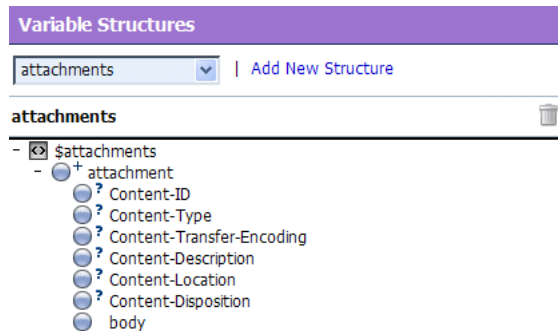 Variable Structures
attachments | Add New Structure
attachments
- <> $attachments
- + attachment
? Content-ID
? Content-Type
? Content-Transfer-Encoding
? Content-Description
? Content-Location
? Content-Disposition
body